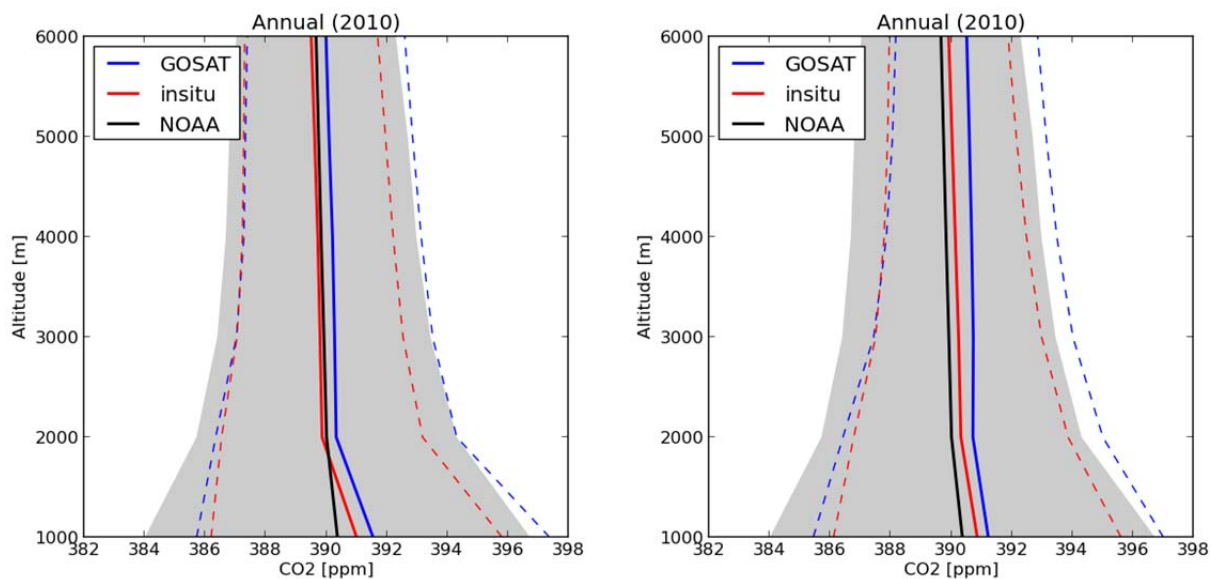 Annual (2010)
6000
5000
4000
3000
2000
1000
Altitude [m]
GOSAT
insitu
NOAA
382 384 386 388 390 392 394 396 398
CO2 [ppm]
Annual (2010)
6000
5000
4000
3000
2000
1000
Altitude [m]
GOSAT
insitu
NOAA
382 384 386 388 390 392 394 396 398
CO2 [ppm]